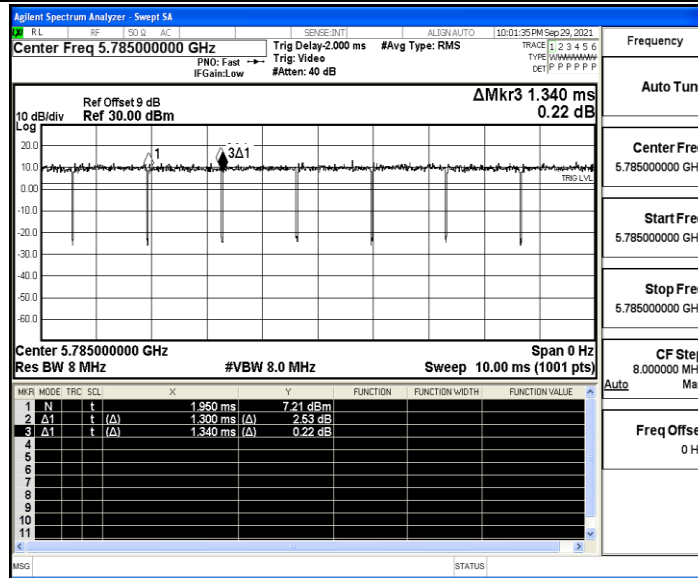 Agilent Spectrum Analyzer - Swept SA
RL RF 50 Ω AC SENSE:INT ALIGNAUTO 10:01:35 PM Sep 29, 2021
Center Freq 5.785000000 GHz
PNO: Fast
IFGain:Low
Trig Delay-2.000 ms
Trig: Video
#Atten: 40 dB
#Avg Type: RMS
TRACE 1 2 3 4 5 6
TYPE
DET P P P P P P
ΔMkr3 1.340 ms
0.22 dB
Ref Offset 9 dB
10 dB/div Ref 30.00 dBm
Log
20.0
10.0
0.00
-10.0
-20.0
-30.0
-40.0
-50.0
-60.0
1
3Δ1
TRIG LVL
Center 5.785000000 GHz Span 0 Hz
Res BW 8 MHz #VBW 8.0 MHz Sweep 10.00 ms (1001 pts)
MKR MODE TRC SCL X Y FUNCTION FUNCTION WIDTH FUNCTION VALUE
1 N t 1.950 ms 7.21 dBm
2 Δ1 t (Δ) 1.300 ms (Δ) 2.53 dB
3 Δ1 t (Δ) 1.340 ms (Δ) 0.22 dB
4
5
6
7
8
9
10
11
MSG STATUS
Frequency
Auto Tun
Center Fre
5.785000000 GH
Start Fre
5.785000000 GH
Stop Fre
5.785000000 GH
CF Step
8.000000 MH
Auto Ma
Freq Offse
0 H